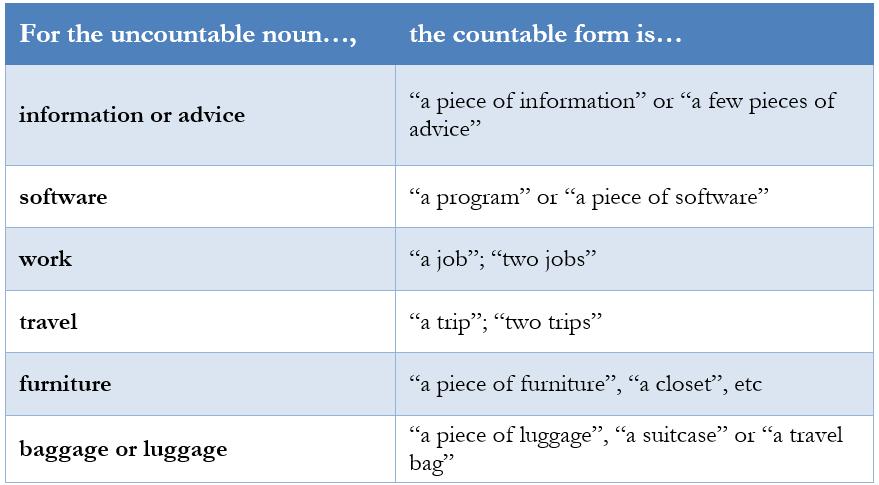 For the uncountable noun…,
the countable form is…
information or advice
“a piece of information” or “a few pieces of
advice”
software
“a program” or “a piece of software”
work
“a job”; “two jobs”
travel
“a trip”; “two trips”
furniture
“a piece of furniture”, “a closet”, etc
baggage or luggage
“a piece of luggage”, “a suitcase” or “a travel
bag”